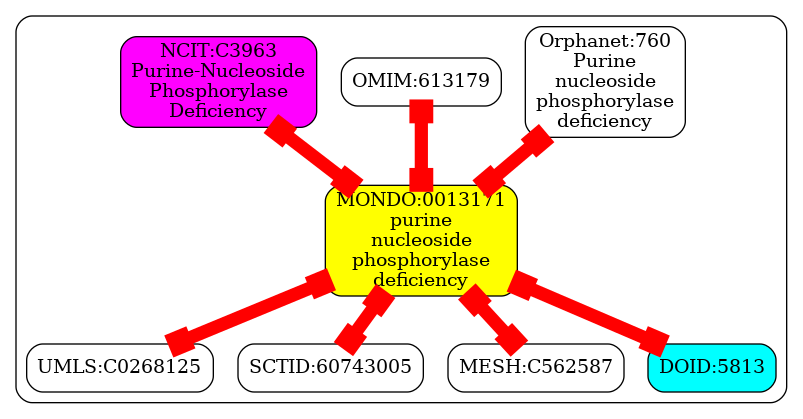 NCIT:C3963
Purine-Nucleoside
Phosphorylase
Deficiency
OMIM:613179
Orphanet:760
Purine
nucleoside
phosphorylase
deficiency
MONDO:0013171
purine
nucleoside
phosphorylase
deficiency
UMLS:C0268125
SCTID:60743005
MESH:C562587
DOID:5813